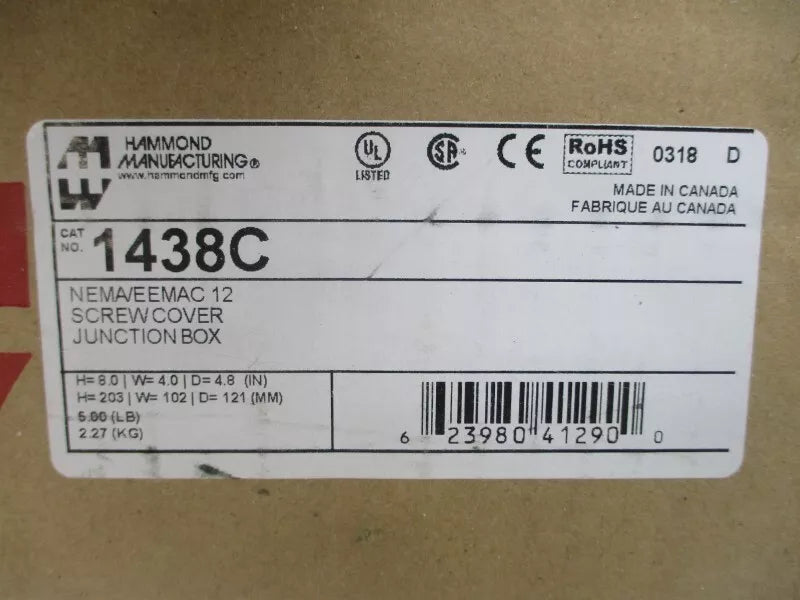 HAMMOND
MANUFACTURING®
www.hammondmfg.com
UL
LISTED
CE
RoHS
COMPLIANT
0318 D
MADE IN CANADA
FABRIQUE AU CANADA
CAT
NO. 1438C
NEMA/EEMAC 12
SCREW COVER
JUNCTION BOX
H= 8.0 | W= 4.0 | D= 4.8 (IN)
H= 203 | W= 102 | D= 121 (MM)
5.00 (LB)
2.27 (KG)
6 23980 41290 0